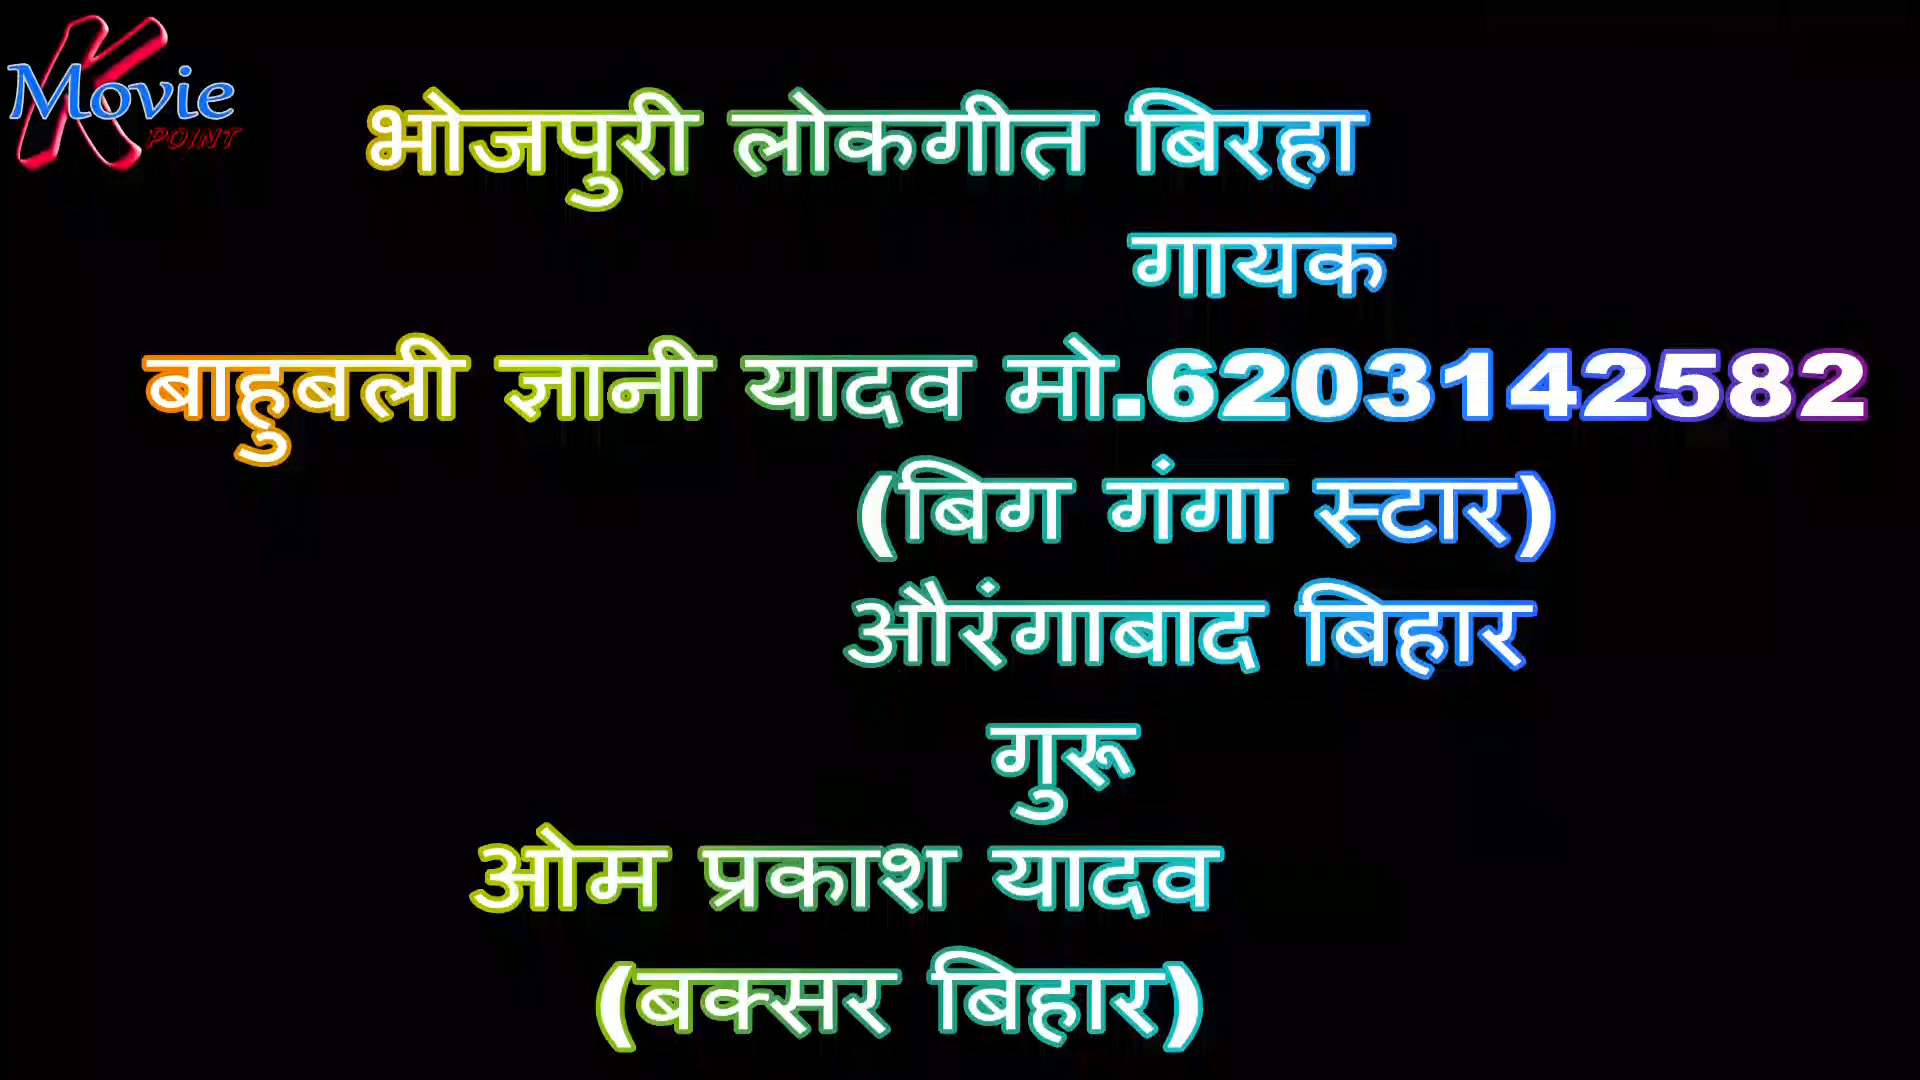 K Movie
POINT
भोजपुरी लोकगीत बिरहा
गायक
बाहुबली ज्ञानी यादव मो.6203142582
(बिग गंगा स्टार)
औरंगाबाद बिहार
गुरू
ओम प्रकाश यादव
(बक्सर बिहार)